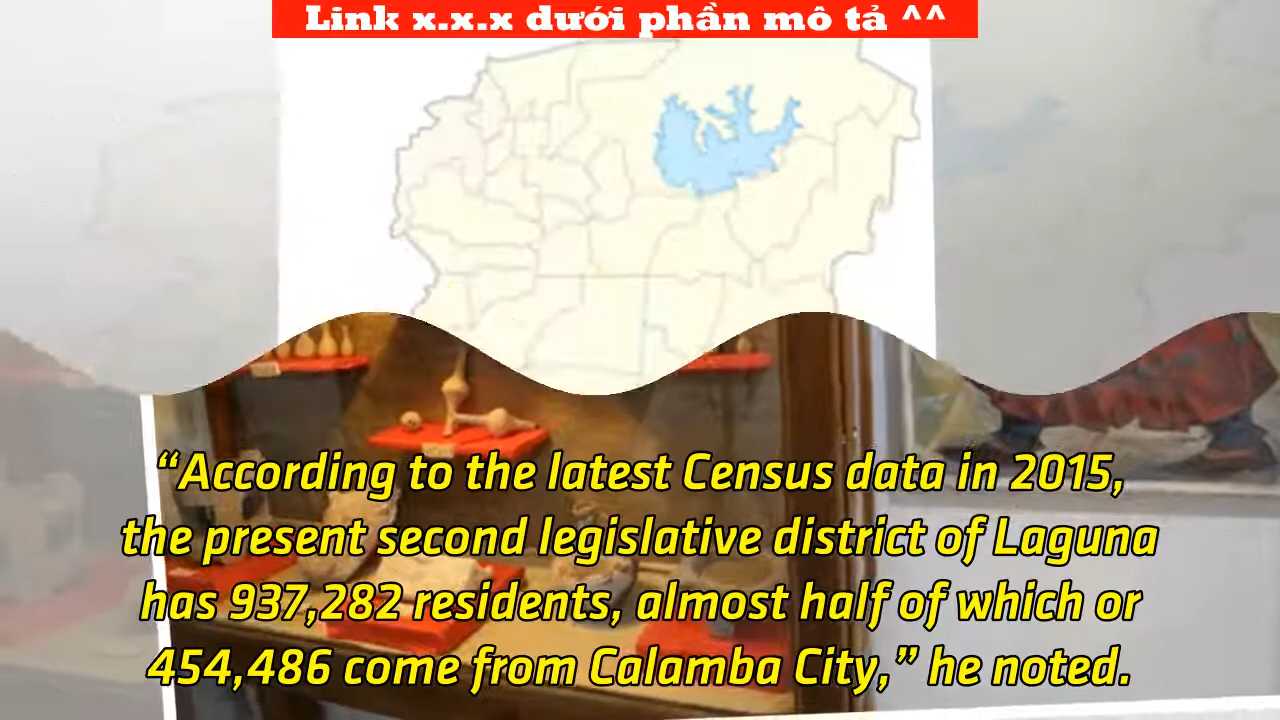 Link x.x.x dưới phần mô tả ^^
“According to the latest Census data in 2015,
the present second legislative district of Laguna
has 937,282 residents, almost half of which or
454,486 come from Calamba City,” he noted.